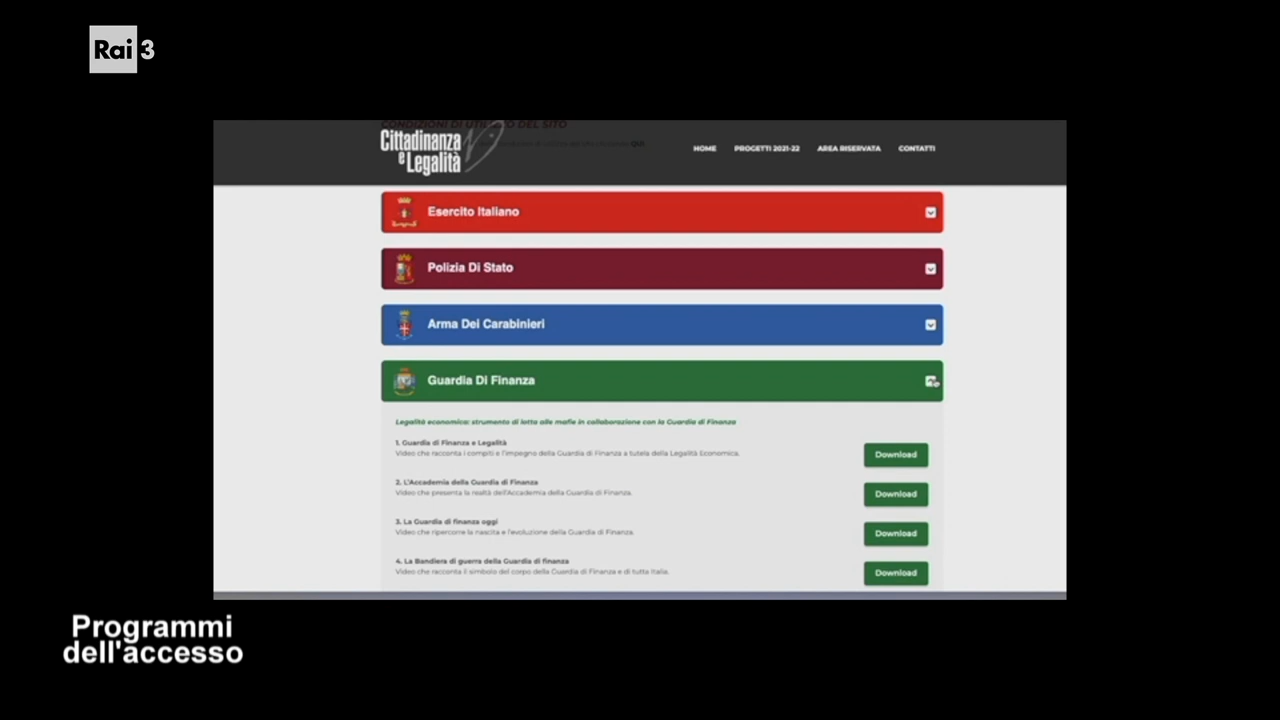 Rai 3
CONDIZIONI DI UTILIZZO DEL SITO
Cittadinanza
e Legalità
HOME PROGETTI 2021-22 AREA RISERVATA CONTATTI
Esercito Italiano
Polizia Di Stato
Arma Dei Carabinieri
Guardia Di Finanza
Legalità economica: strumento di lotta alle mafie in collaborazione con la Guardia di Finanza
1. Guardia di Finanza e Legalità
Video che racconta i compiti e l'impegno della Guardia di Finanza a tutela della Legalità Economica.
Download
2. L'Accademia della Guardia di Finanza
Video che presenta la realtà dell'Accademia della Guardia di Finanza.
Download
3. La Guardia di finanza oggi
Video che ripercorre la nascita e l'evoluzione della Guardia di Finanza.
Download
4. La Bandiera di guerra della Guardia di finanza
Video che racconta il simbolo del corpo della Guardia di Finanza e di tutta Italia.
Download
Programmi
dell'accesso